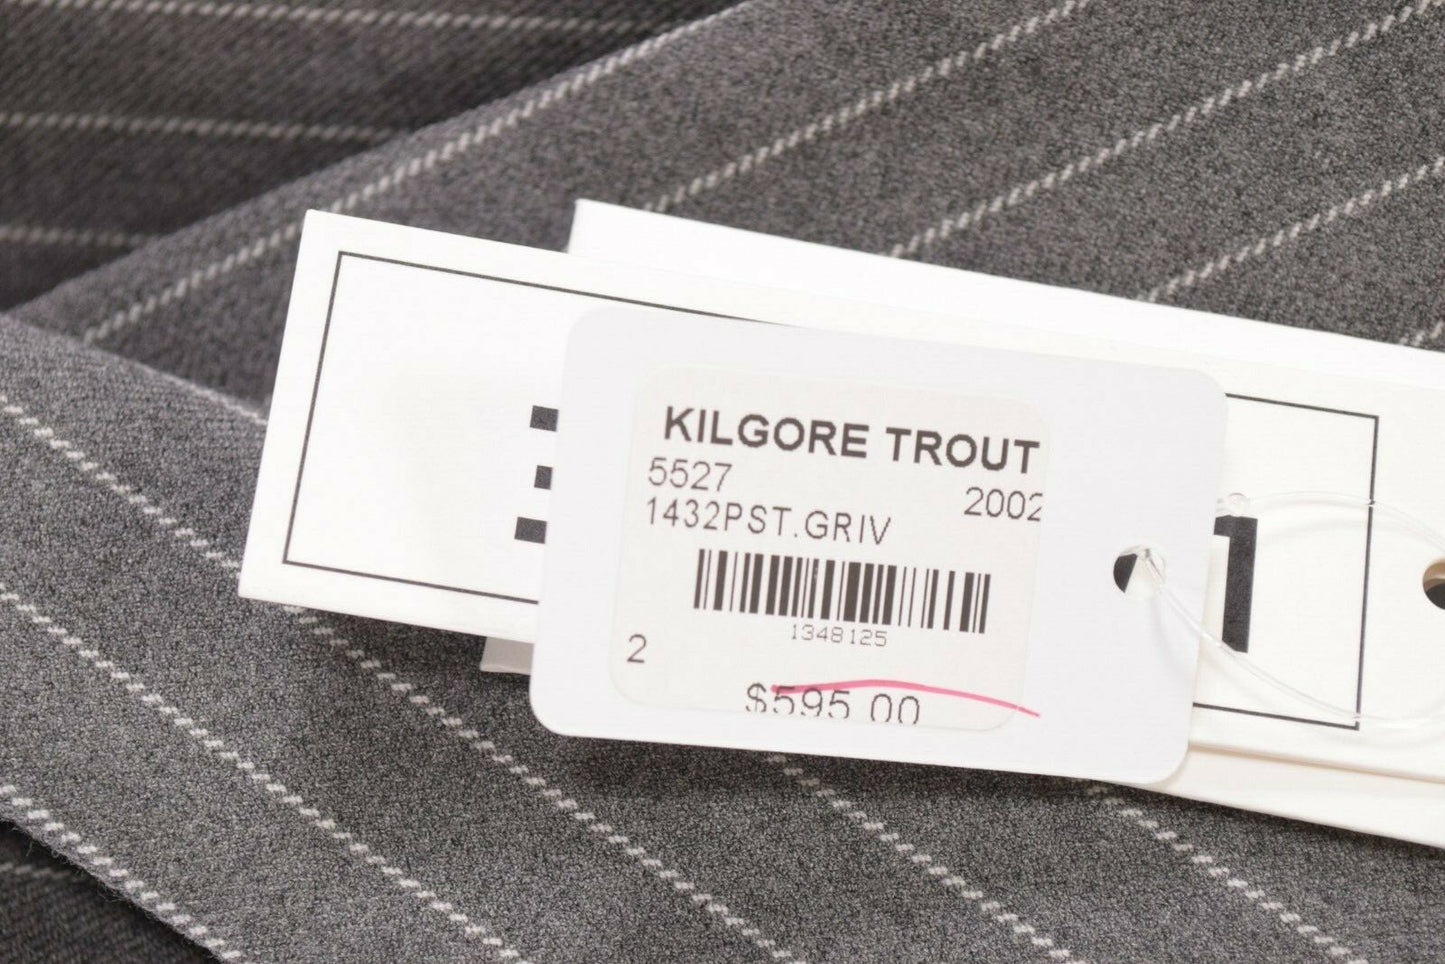 KILGORE TROUT
5527 2002
1432PST.GRIV
1348125
2
$595.00